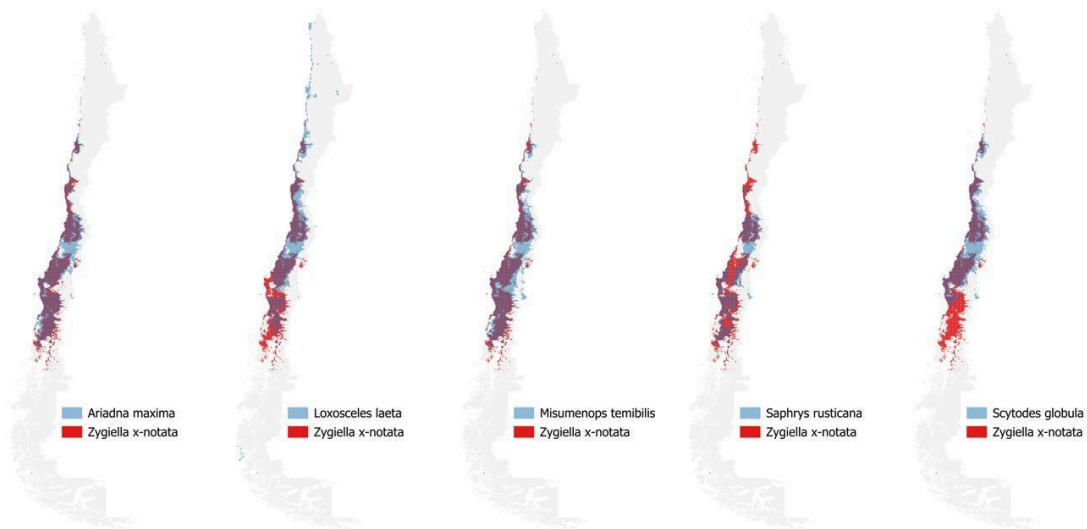 Ariadna maxima
Zygiella x-notata
Loxosceles laeta
Zygiella x-notata
Misumenops temibilis
Zygiella x-notata
Saphrys rusticana
Zygiella x-notata
Scytodes globula
Zygiella x-notata